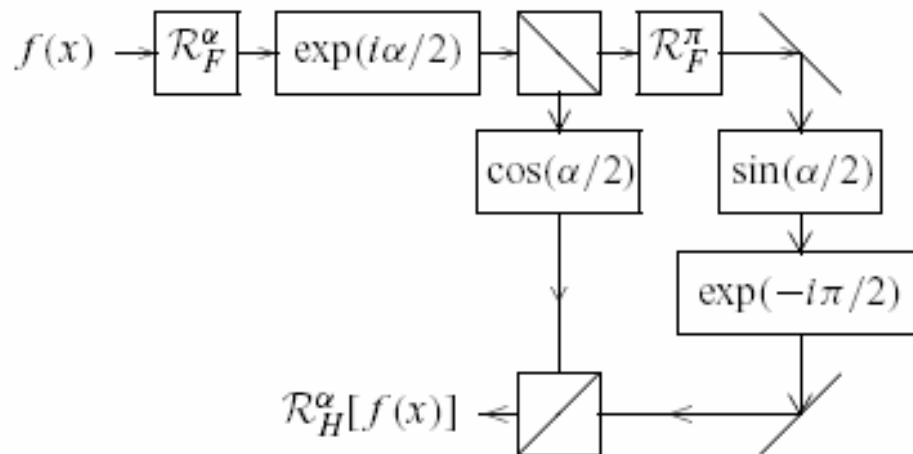 f(x) ℛ_F^α exp(iα/2) ℛ_F^π
cos(α/2) sin(α/2)
exp(−iπ/2)
ℛ_H^α[f(x)]